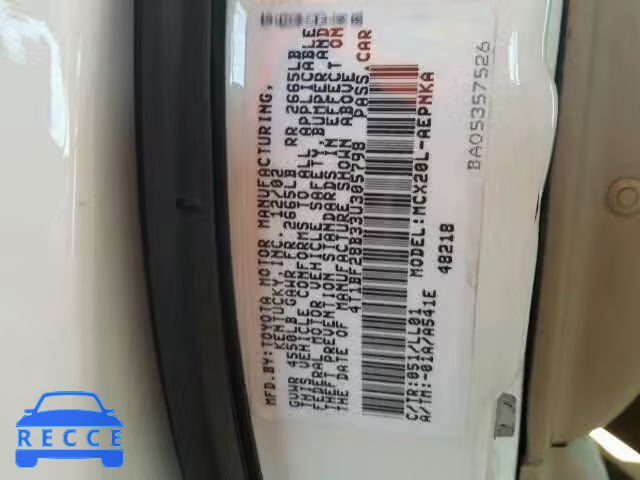 MFD.BY:TOYOTA MOTOR MANUFACTURING,
KENTUCKY, INC. 12/02
GVWR 4550LB GAWR FR 2665LB RR 2665LB
THIS VEHICLE CONFORMS TO ALL APPLICABLE
FEDERAL MOTOR VEHICLE SAFETY, BUMPER AND
THEFT PREVENTION STANDARDS IN EFFECT ON
THE DATE OF MANUFACTURE SHOWN ABOVE
4T1BF28B33U305798 PASS.CAR
C/TR:051/LL01 MODEL:MCX20L-AEPNKA
A/TM:-01A/A541E 48218
BA05357526
RECCE